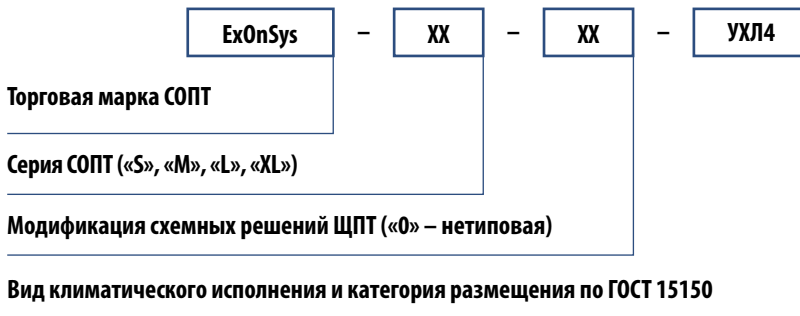 ExOnSys – XX – XX – УХЛ4
Торговая марка СОПТ
Серия СОПТ («S», «M», «L», «XL»)
Модификация схемных решений ЩПТ («0» – нетиповая)
Вид климатического исполнения и категория размещения по ГОСТ 15150